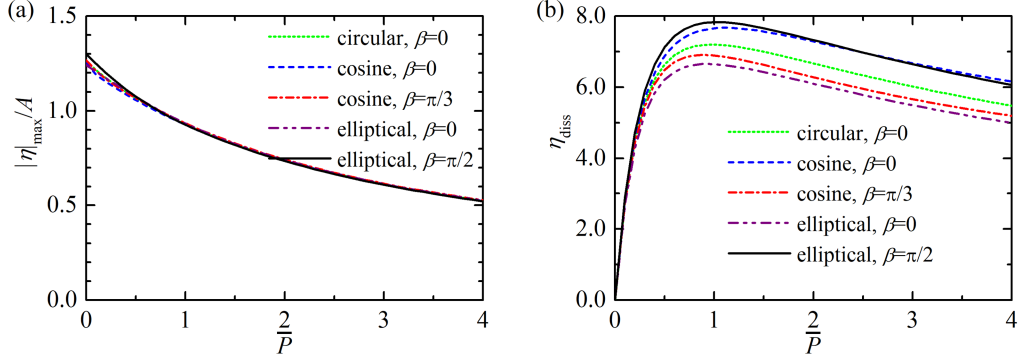 (a)
1.5
1.0
0.5
0.0
|η|max/A
circular, β=0
cosine, β=0
cosine, β=π/3
elliptical, β=0
elliptical, β=π/2
0 1 2 3 4
P̅
(b)
8.0
6.0
4.0
2.0
0.0
ηdiss
circular, β=0
cosine, β=0
cosine, β=π/3
elliptical, β=0
elliptical, β=π/2
0 1 2 3 4
P̅